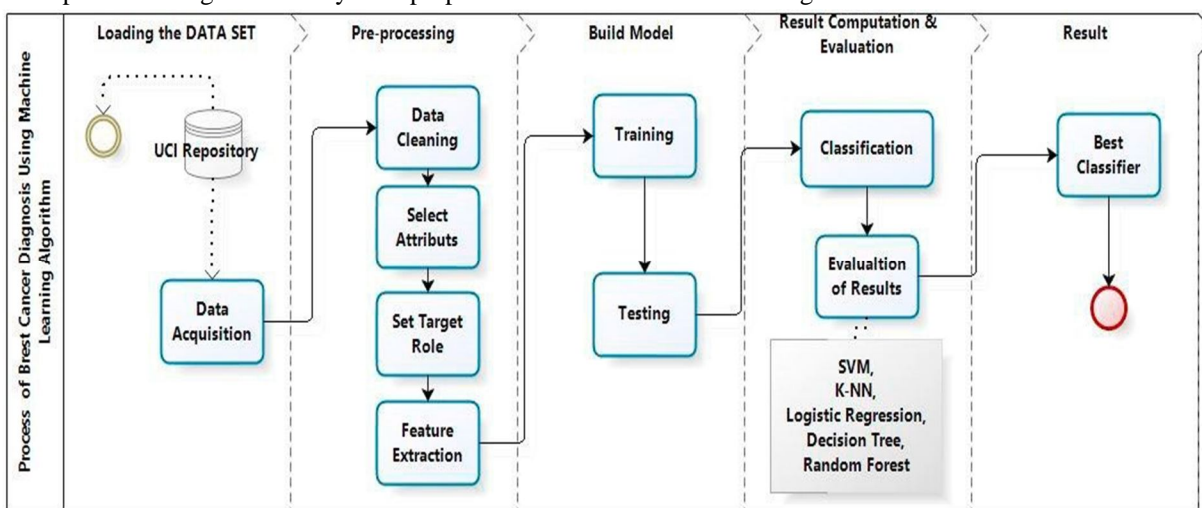 Process of Brest Cancer Diagnosis Using Machine
Learning Algorithm
Loading the DATA SET
UCI Repository
Data
Acquisition
Pre-processing
Data
Cleaning
Select
Attributs
Set Target
Role
Feature
Extraction
Build Model
Training
Testing
Result Computation &
Evaluation
Classification
Evalualtion
of Results
SVM,
K-NN,
Logistic Regression,
Decision Tree,
Random Forest
Result
Best
Classifier